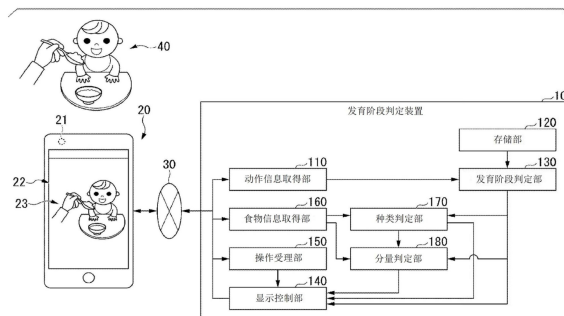 40
10
发育阶段判定装置
20
120
21
存储部
30
110
130
22
动作信息取得部
发育阶段判定部
160
170
23
食物信息取得部
种类判定部
150
180
操作受理部
分量判定部
140
显示控制部